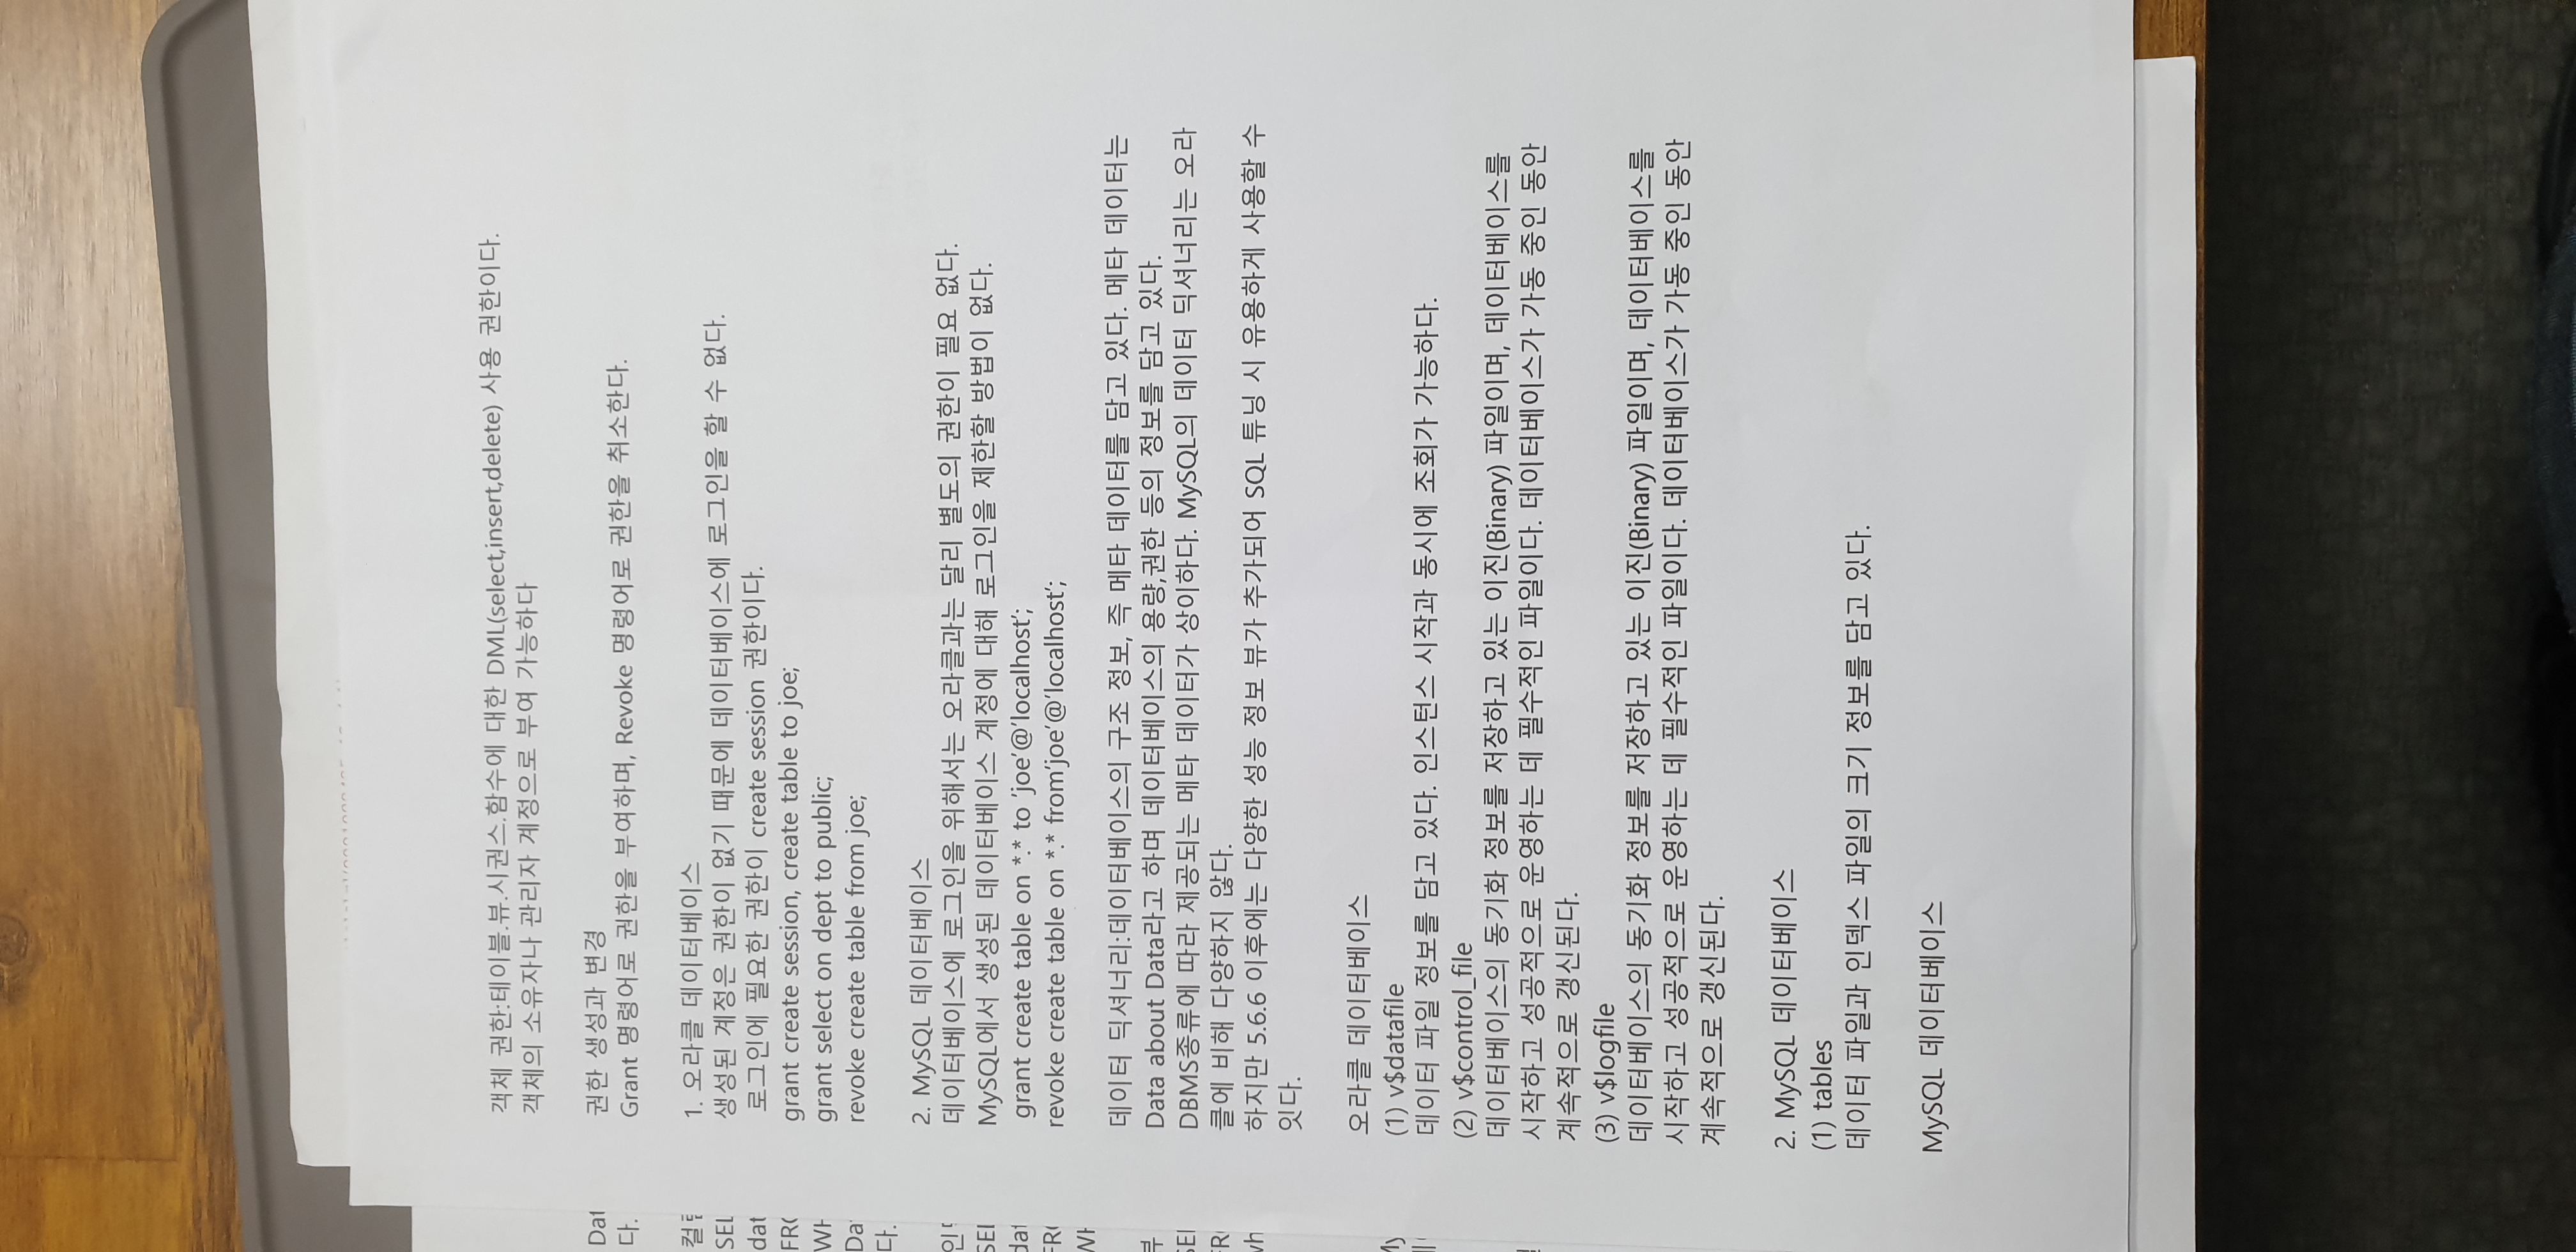 객체 권한:테이블.뷰.시권스.함수에 대한 DML(select,insert,delete) 사용 권한이다.
객체의 소유자나 관리자 계정으로 부여 가능하다
권한 생성과 변경
Grant 명령어로 권한을 부여하며, Revoke 명령어로 권한을 취소한다.
1. 오라클 데이터베이스
생성된 계정은 권한이 없기 때문에 데이터베이스에 로그인을 할 수 없다.
로그인에 필요한 권한이 create session 권한이다.
grant create session, create table to joe;
grant select on dept to public;
revoke create table from joe;
2. MySQL 데이터베이스
데이터베이스에 로그인을 위해서는 오라클과는 달리 별도의 권한이 필요 없다.
MySQL에서 생성된 데이터베이스 계정에 대해 로그인을 제한할 방법이 없다.
grant create table on *.* to 'joe'@'localhost';
revoke create table on *.* from'joe'@'localhost';
데이터 딕셔너리:데이터베이스의 구조 정보, 즉 메타 데이터를 담고 있다. 메타 데이터는
Data about Data라고 하며 데이터베이스의 용량,권한 등의 정보를 담고 있다.
DBMS종류에 따라 제공되는 메타 데이터가 상이하다. MySQL의 데이터 딕셔너리는 오라
클에 비해 다양하지 않다.
하지만 5.6.6 이후에는 다양한 성능 정보 뷰가 추가되어 SQL 튜닝 시 유용하게 사용할 수
잇다.
오라클 데이터베이스
(1) v$datafile
데이터 파일 정보를 담고 있다. 인스턴스 시작과 동시에 조회가 가능하다.
(2) v$control_file
데이터베이스의 동기화 정보를 저장하고 있는 이진(Binary) 파일이며, 데이터베이스를
시작하고 성공적으로 운영하는 데 필수적인 파일이다. 데이터베이스가 가동 중인 동안
계속적으로 갱신된다.
(3) v$logfile
데이터베이스의 동기화 정보를 저장하고 있는 이진(Binary) 파일이며, 데이터베이스를
시작하고 성공적으로 운영하는 데 필수적인 파일이다. 데이터베이스가 가동 중인 동안
계속적으로 갱신된다.
2. MySQL 데이터베이스
(1) tables
데이터 파일과 인덱스 파일의 크기 정보를 담고 있다.
MySQL 데이터베이스